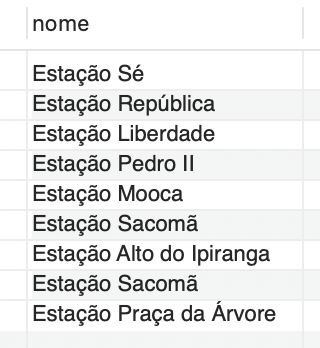 nome
Estação Sé
Estação República
Estação Liberdade
Estação Pedro II
Estação Mooca
Estação Sacomã
Estação Alto do Ipiranga
Estação Sacomã
Estação Praça da Árvore